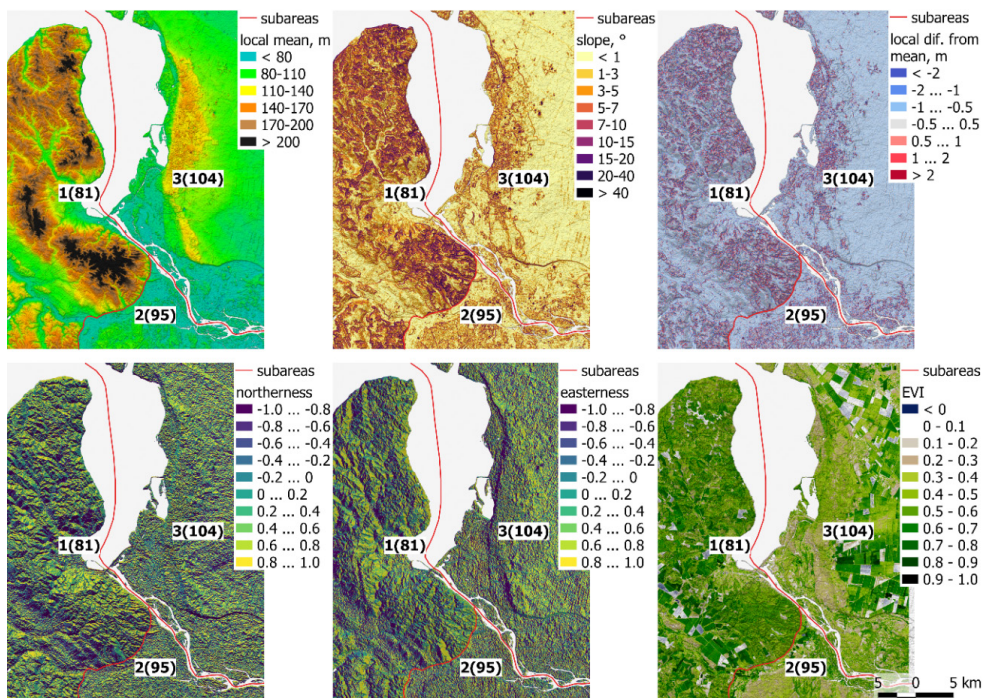 subareas
local mean, m
< 80
80-110
110-140
140-170
170-200
> 200
1(81)
3(104)
2(95)
subareas
slope, °
< 1
1-3
3-5
5-7
7-10
10-15
15-20
20-40
> 40
1(81)
3(104)
2(95)
subareas
local dif. from
mean, m
< -2
-2 ... -1
-1 ... -0.5
-0.5 ... 0.5
0.5 ... 1
1 ... 2
> 2
1(81)
3(104)
2(95)
subareas
northerness
-1.0 ... -0.8
-0.8 ... -0.6
-0.6 ... -0.4
-0.4 ... -0.2
-0.2 ... 0
0 ... 0.2
0.2 ... 0.4
0.4 ... 0.6
0.6 ... 0.8
0.8 ... 1.0
1(81)
3(104)
2(95)
subareas
easterness
-1.0 ... -0.8
-0.8 ... -0.6
-0.6 ... -0.4
-0.4 ... -0.2
-0.2 ... 0
0 ... 0.2
0.2 ... 0.4
0.4 ... 0.6
0.6 ... 0.8
0.8 ... 1.0
1(81)
3(104)
2(95)
subareas
EVI
< 0
0 - 0.1
0.1 - 0.2
0.2 - 0.3
0.3 - 0.4
0.4 - 0.5
0.5 - 0.6
0.6 - 0.7
0.7 - 0.8
0.8 - 0.9
0.9 - 1.0
1(81)
3(104)
2(95)
5 0 5 km